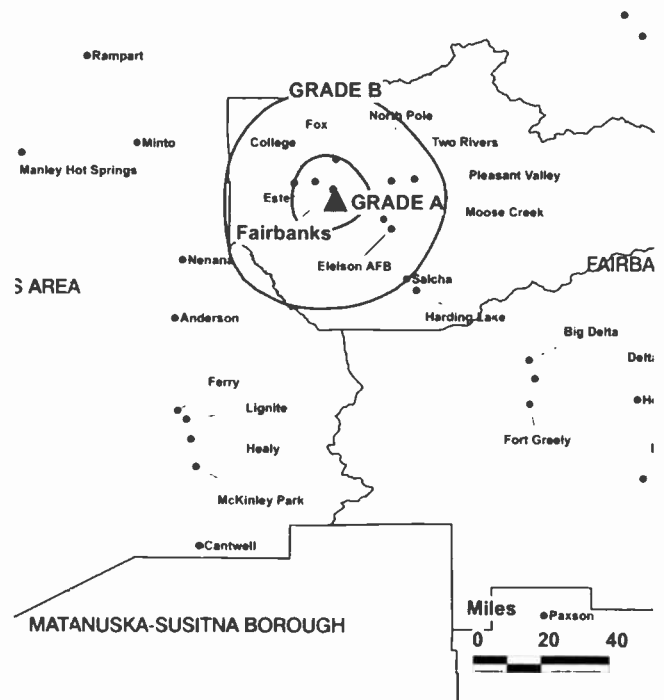 Rampart
GRADE B
Fox
North Pole
Minto
College
Two Rivers
Manley Hot Springs
Pleasant Valley
Este
GRADE A
Moose Creek
Fairbanks
Nenana
Eielson AFB
FAIRBA
Salcha
S AREA
Anderson
Harding Lake
Big Delta
Delta
Ferry
He
Lignite
Fort Greely
Healy
McKinley Park
Cantwell
Miles
Paxson
MATANUSKA-SUSITNA BOROUGH
0 20 40